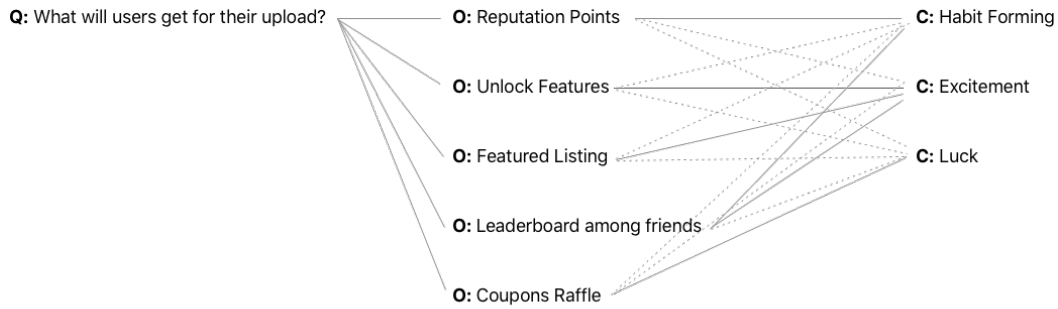 Q: What will users get for their upload?
O: Reputation Points
C: Habit Forming
O: Unlock Features
C: Excitement
O: Featured Listing
C: Luck
O: Leaderboard among friends
O: Coupons Raffle